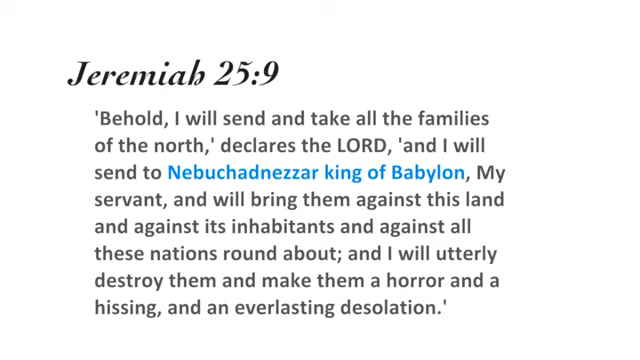 Jeremiah 25:9
'Behold, I will send and take all the families
of the north,' declares the LORD, 'and I will
send to Nebuchadnezzar king of Babylon, My
servant, and will bring them against this land
and against its inhabitants and against all
these nations round about; and I will utterly
destroy them and make them a horror and a
hissing, and an everlasting desolation.'